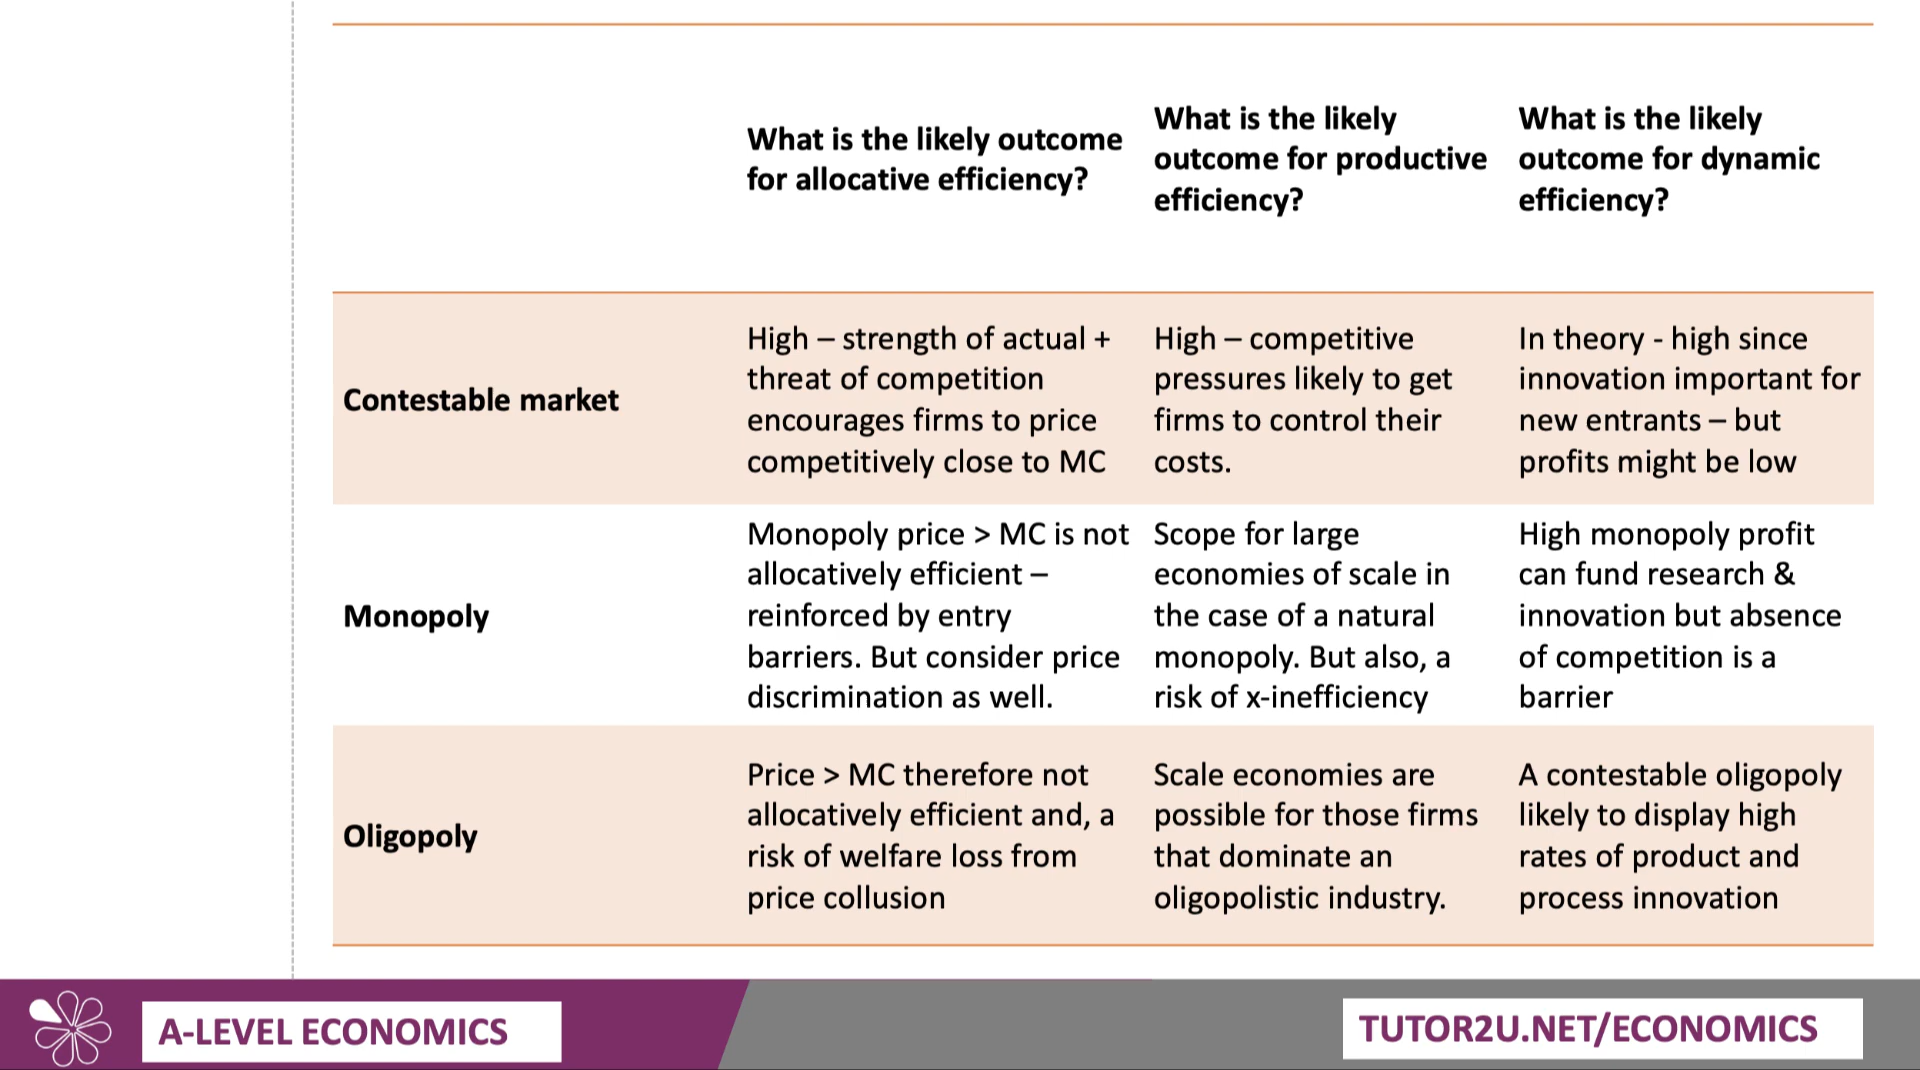 What is the likely outcome
for allocative efficiency?
What is the likely
outcome for productive
efficiency?
What is the likely
outcome for dynamic
efficiency?
Contestable market
High – strength of actual +
threat of competition
encourages firms to price
competitively close to MC
High – competitive
pressures likely to get
firms to control their
costs.
In theory - high since
innovation important for
new entrants – but
profits might be low
Monopoly
Monopoly price > MC is not
allocatively efficient –
reinforced by entry
barriers. But consider price
discrimination as well.
Scope for large
economies of scale in
the case of a natural
monopoly. But also, a
risk of x-inefficiency
High monopoly profit
can fund research &
innovation but absence
of competition is a
barrier
Oligopoly
Price > MC therefore not
allocatively efficient and, a
risk of welfare loss from
price collusion
Scale economies are
possible for those firms
that dominate an
oligopolistic industry.
A contestable oligopoly
likely to display high
rates of product and
process innovation
A-LEVEL ECONOMICS
TUTOR2U.NET/ECONOMICS